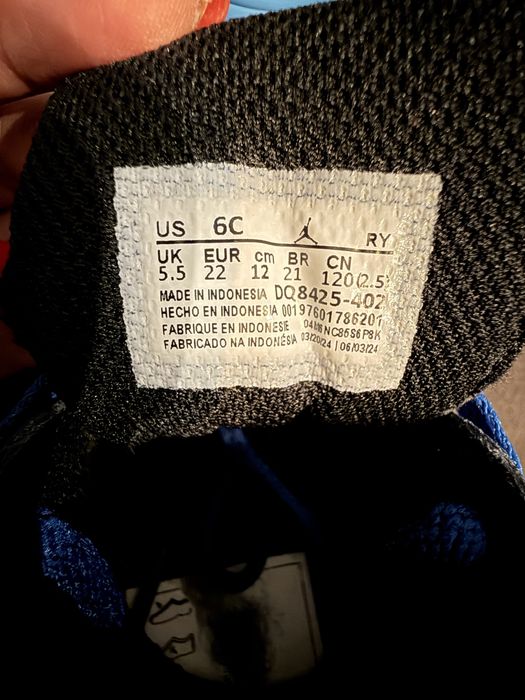 US 6C RY
UK EUR cm BR CN
5.5 22 12 21 120(2.5)
MADE IN INDONESIA DQ8425-402
HECHO EN INDONESIA 00197601786201
FABRIQUE EN INDONESIE NC85S6P8K
FABRICADO NA INDONÉSIA 03/20/24 | 06/03/24